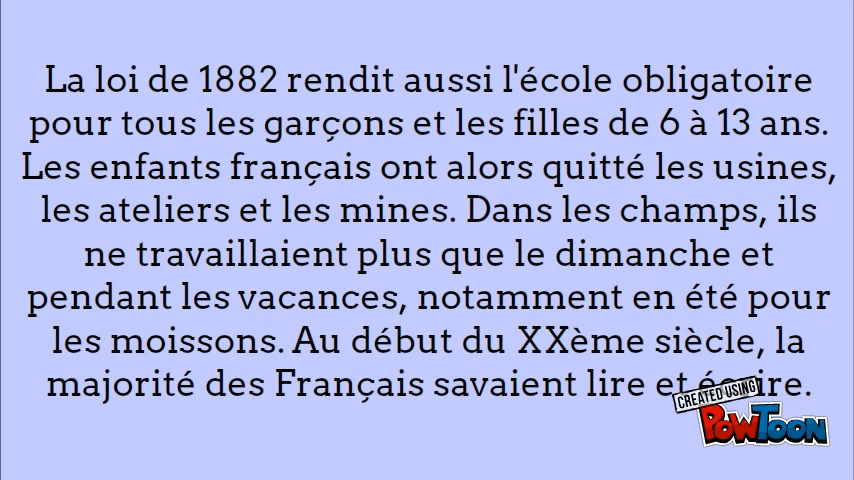 La loi de 1882 rendit aussi l'école obligatoire
pour tous les garçons et les filles de 6 à 13 ans.
Les enfants français ont alors quitté les usines,
les ateliers et les mines. Dans les champs, ils
ne travaillaient plus que le dimanche et
pendant les vacances, notamment en été pour
les moissons. Au début du XXème siècle, la
majorité des Français savaient lire et écrire.
CREATED USING
POWTOON